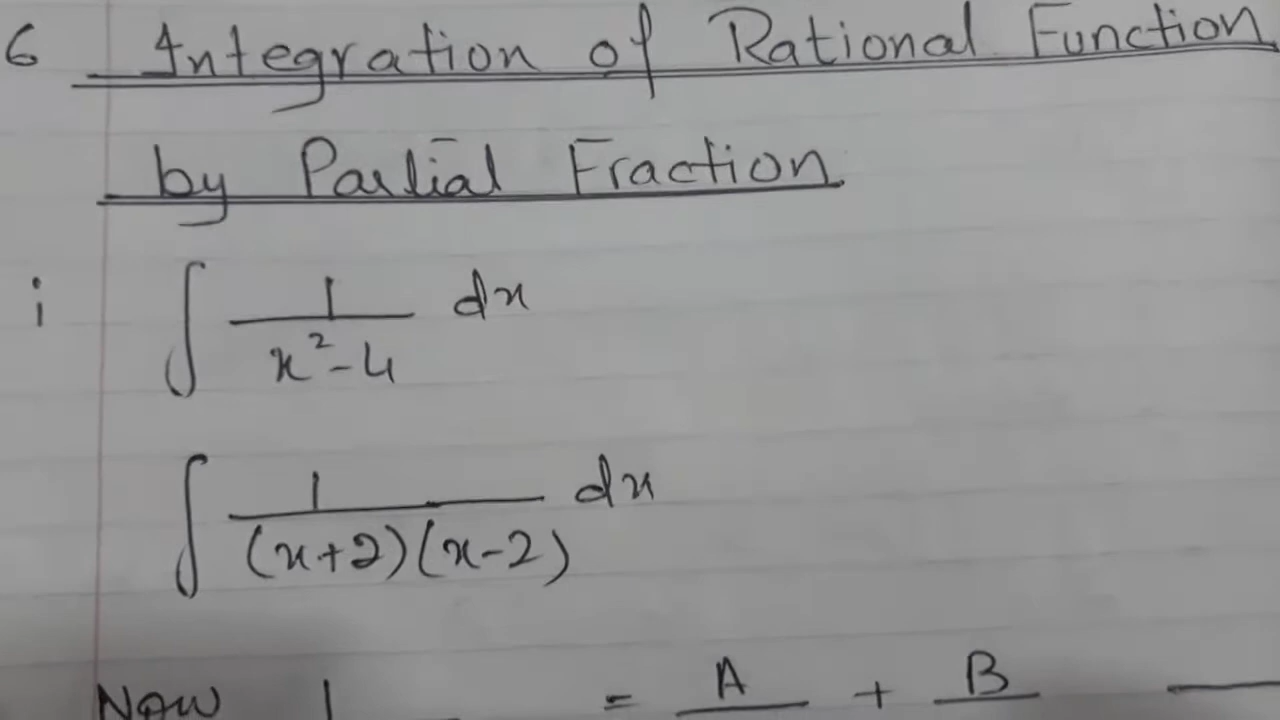 6 Integration of Rational Function
by Partial Fraction
i ∫ 1/(x²-4) dx
∫ 1/((x+2)(x-2)) dx
Now 1 = A + B